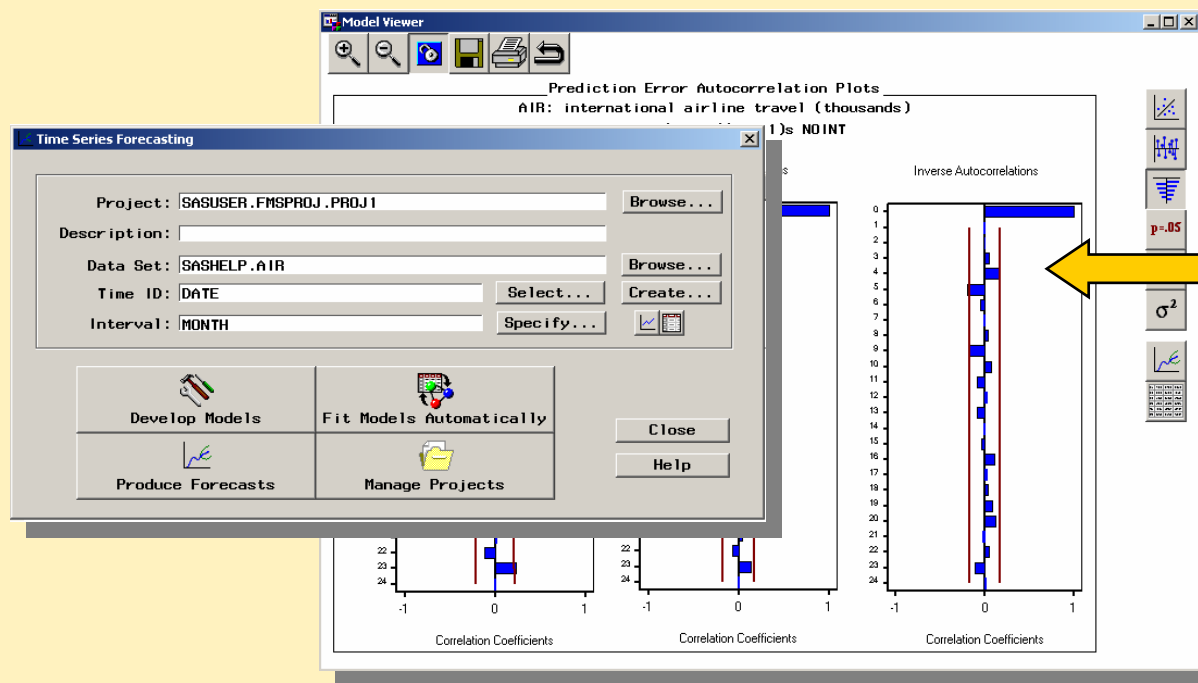 Model Viewer
Prediction Error Autocorrelation Plots
AIR: international airline travel (thousands)
1)s NOINT
Time Series Forecasting
Project: SASUSER.FMSPROJ.PROJ1 Browse...
Description:
Data Set: SASHELP.AIR Browse...
Time ID: DATE Select... Create...
Interval: MONTH Specify...
Develop Models
Fit Models Automatically
Produce Forecasts
Manage Projects
Close
Help
s
Inverse Autocorrelations
0
1
2
3
4
5
6
7
8
9
10
11
12
13
14
15
16
17
18
19
20
21
22
23
24
-1 0 1
Correlation Coefficients
22
23
24
-1 0 1
Correlation Coefficients
22
23
24
-1 0 1
Correlation Coefficients
p=.05
σ²